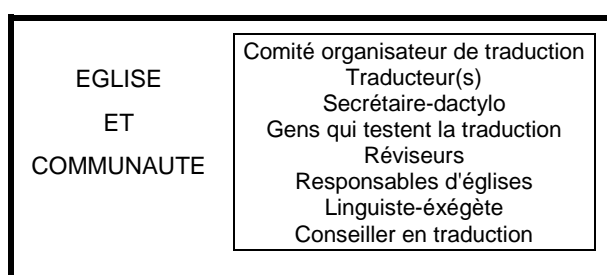 EGLISE
ET
COMMUNAUTE
Comité organisateur de traduction
Traducteur(s)
Secrétaire-dactylo
Gens qui testent la traduction
Réviseurs
Responsables d'églises
Linguiste-éxégète
Conseiller en traduction